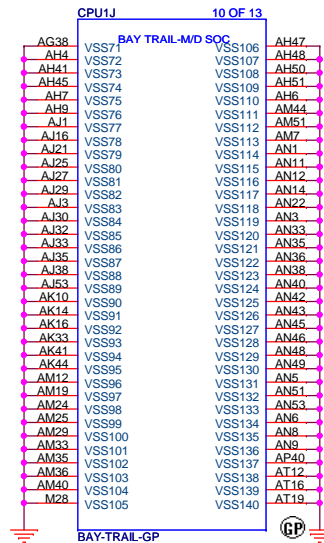 CPU1J 10 OF 13
BAY TRAIL-M/D SOC
AG38 VSS71 VSS106 AH47
AH4 VSS72 VSS107 AH48
AH41 VSS73 VSS108 AH50
AH45 VSS74 VSS109 AH51
AH7 VSS75 VSS110 AH6
AH9 VSS76 VSS111 AM44
AJ1 VSS77 VSS112 AM51
AJ16 VSS78 VSS113 AM7
AJ21 VSS79 VSS114 AN1
AJ25 VSS80 VSS115 AN11
AJ27 VSS81 VSS116 AN12
AJ29 VSS82 VSS117 AN14
AJ3 VSS83 VSS118 AN22
AJ30 VSS84 VSS119 AN3
AJ32 VSS85 VSS120 AN33
AJ33 VSS86 VSS121 AN35
AJ35 VSS87 VSS122 AN36
AJ38 VSS88 VSS123 AN38
AJ53 VSS89 VSS124 AN40
AK10 VSS90 VSS125 AN42
AK14 VSS91 VSS126 AN43
AK16 VSS92 VSS127 AN45
AK33 VSS93 VSS128 AN46
AK41 VSS94 VSS129 AN48
AK44 VSS95 VSS130 AN49
AM12 VSS96 VSS131 AN5
AM19 VSS97 VSS132 AN51
AM24 VSS98 VSS133 AN53
AM25 VSS99 VSS134 AN6
AM29 VSS100 VSS135 AN8
AM33 VSS101 VSS136 AN9
AM35 VSS102 VSS137 AP40
AM36 VSS103 VSS138 AT12
AM40 VSS104 VSS139 AT16
M28 VSS105 VSS140 AT19
GP
BAY-TRAIL-GP